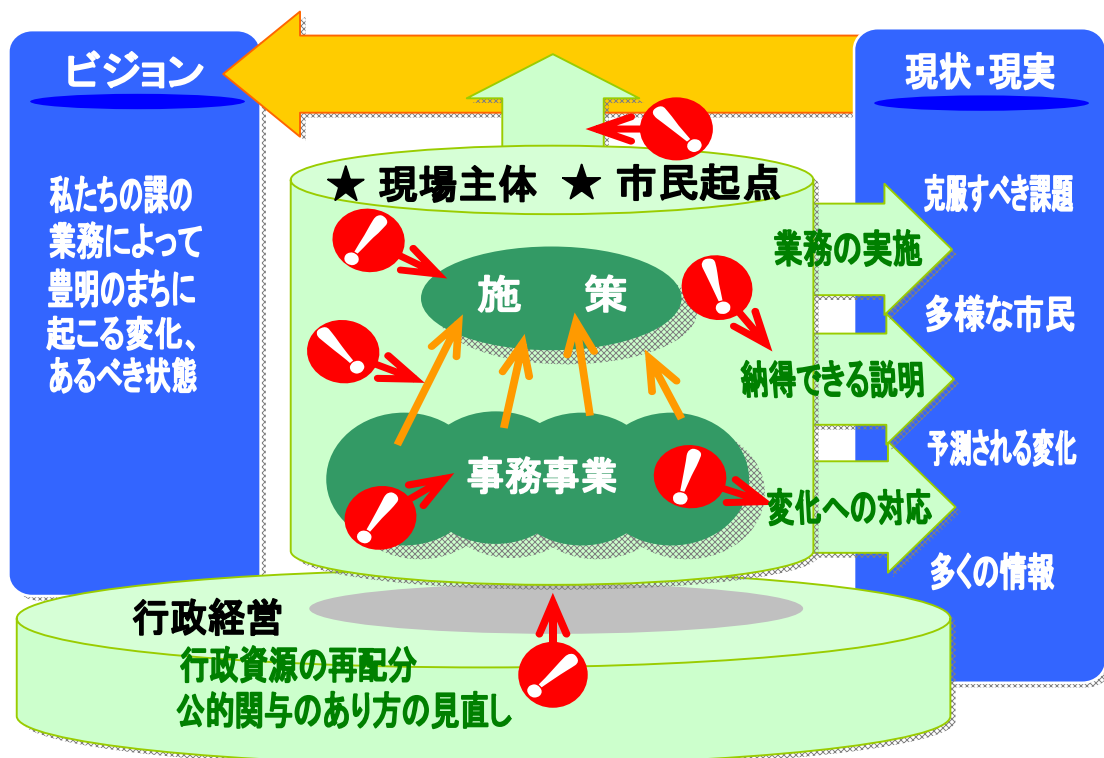 ビジョン
私たちの課の
業務によって
豊明のまちに
起こる変化、
あるべき状態
★ 現場主体 ★ 市民起点
施 策
事務事業
業務の実施
納得できる説明
変化への対応
現状・現実
克服すべき課題
多様な市民
予測される変化
多くの情報
行政経営
行政資源の再配分
公的関与のあり方の見直し